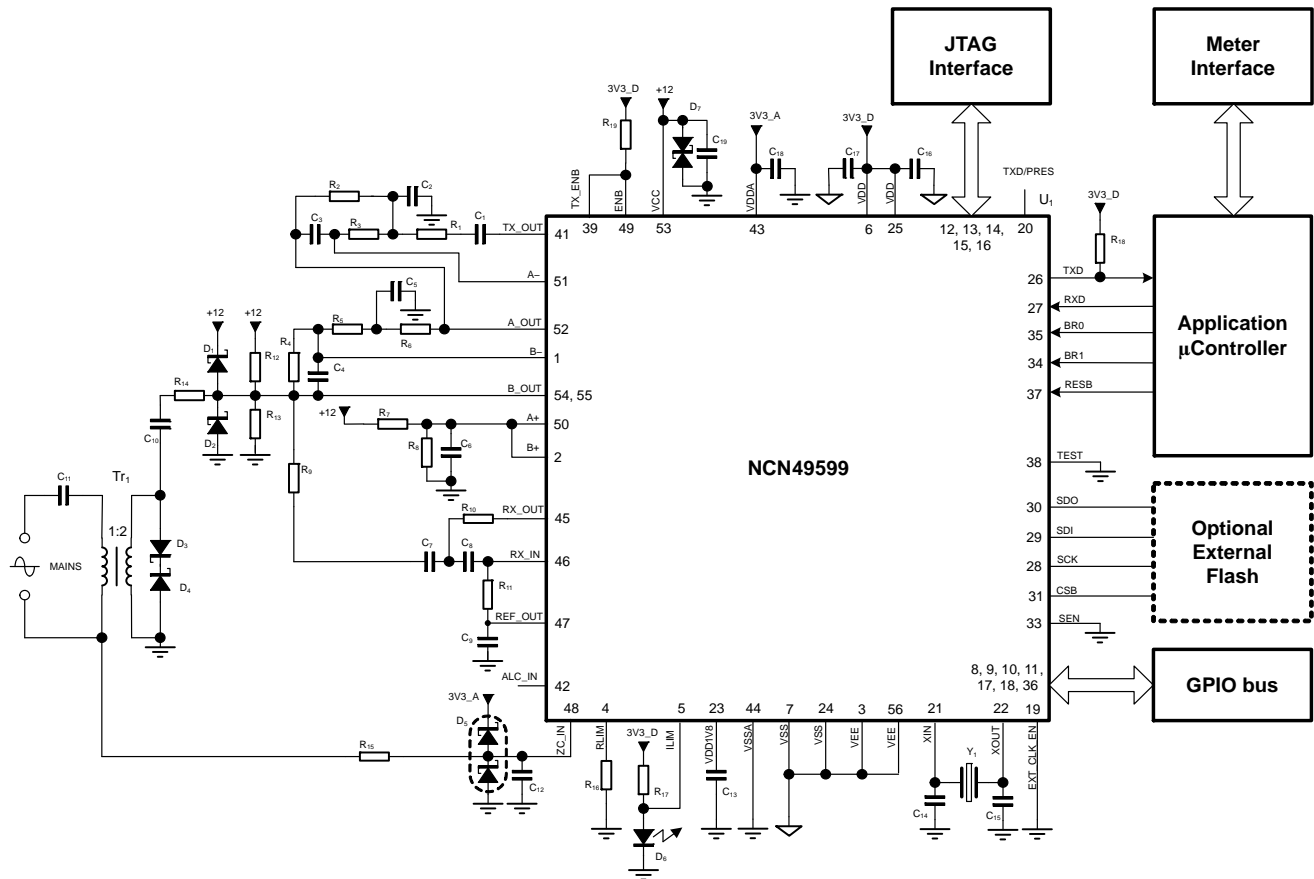 JTAG
Interface
Meter
Interface
3V3_D
+12
D7
R19
C19
3V3_A
C18
3V3_D
C17
C16
TXD/PRES
U1
TX_ENB
ENB
VCC
VDDA
VDD
VDD
39
49
53
43
6
25
12, 13, 14,
15, 16
20
R2
C2
C3
R3
R1
C1
TX_OUT
41
A−
51
C5
R5
R6
A_OUT
52
B−
1
+12
+12
D1
R12
R4
C4
R14
B_OUT
54, 55
D2
R13
C10
+12
R7
A+
50
R8
C6
B+
2
R9
C11
Tr1
1:2
MAINS
D3
D4
R10
RX_OUT
45
C7
C8
RX_IN
46
R11
REF_OUT
47
C9
ALC_IN
42
NCN49599
3V3_D
R18
26
TXD
27
RXD
35
BR0
34
BR1
37
RESB
Application
μController
38
TEST
30
SDO
29
SDI
28
SCK
31
CSB
33
SEN
Optional
External
Flash
8, 9, 10, 11,
17, 18, 36
GPIO bus
48
4
5
23
44
7
24
3
56
21
22
19
ZC_IN
RLIM
ILIM
VDD1V8
VSSA
VSS
VSS
VEE
VEE
XIN
XOUT
EXT_CLK_EN
3V3_A
D5
R15
C12
R16
3V3_D
R17
D6
C13
Y1
C14
C15